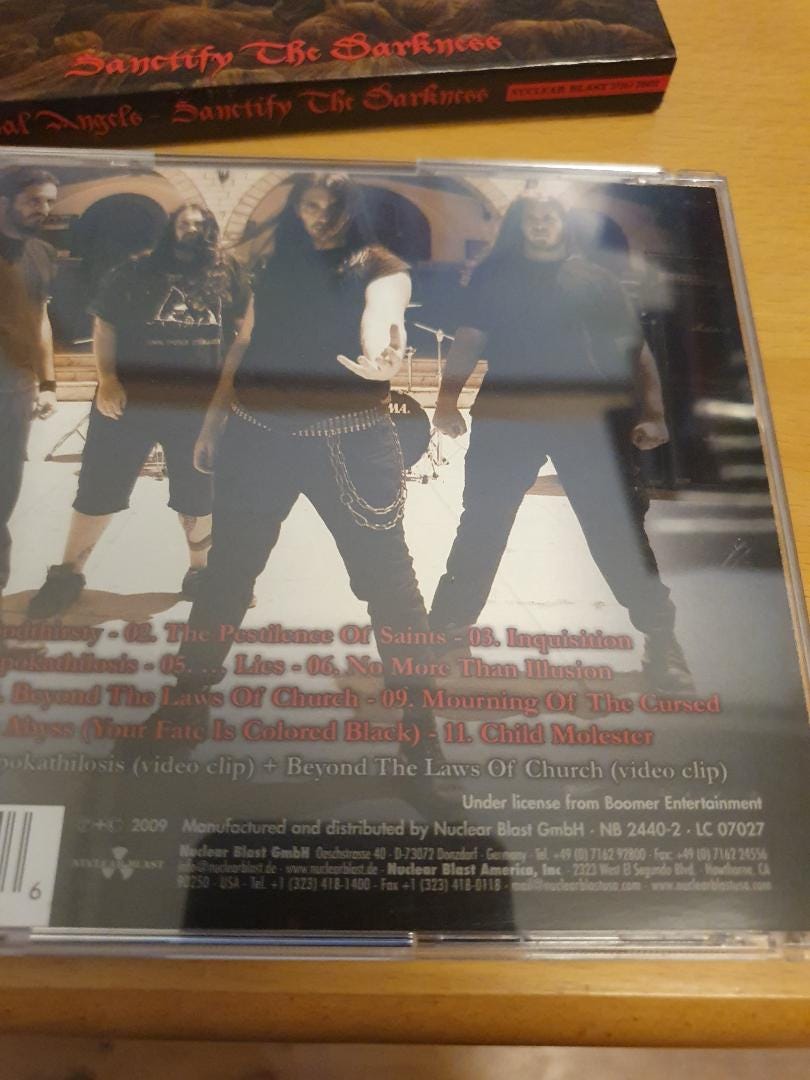 Sanctify The Darkness
Angels - Sanctify The Darkness NUCLEAR BLAST
MA.
02. The Pestilence Of Saints - 03. Inquisition
pokathilosis - 05. ... Lies - 06. No More Than Illusion
Beyond The Laws Of Church - 09. Mourning Of The Cursed
Abyss (Your Fate Is Colored Black) - 11. Child Molester
pokathilosis (video clip) + Beyond The Laws Of Church (video clip)
Under license from Boomer Entertainment
℗+© 2009 Manufactured and distributed by Nuclear Blast GmbH · NB 2440-2 · LC 07027
NUCLEAR BLAST
Nuclear Blast GmbH Oeschstrasse 40 · D-73072 Donzdorf · Germany · Tel. +49 (0) 7162 92800 · Fax: +49 (0) 7162 24556
info@nuclearblast.de · www.nuclearblast.de · Nuclear Blast America, Inc · 2323 West El Segundo Blvd. · Hawthorne, CA
90250 · USA · Tel. +1 (323) 418-1400 · Fax +1 (323) 418-0118 · mail@nuclearblastusa.com · www.nuclearblastusa.com
6